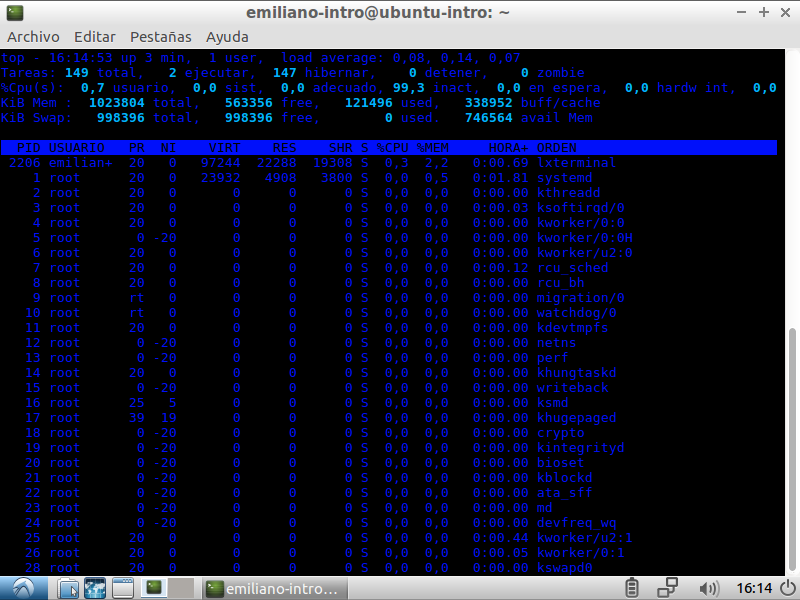 emiliano-intro@ubuntu-intro: ~
Archivo Editar Pestañas Ayuda
top - 16:14:53 up 3 min,  1 user,  load average: 0,08, 0,14, 0,07
Tareas: 149 total,   2 ejecutar, 147 hibernar,   0 detener,   0 zombie
%Cpu(s):  0,7 usuario,  0,0 sist,  0,0 adecuado, 99,3 inact,  0,0 en espera,  0,0 hardw int,  0,0
KiB Mem :  1023804 total,   563356 free,   121496 used,   338952 buff/cache
KiB Swap:   998396 total,   998396 free,        0 used.   746564 avail Mem
PID USUARIO PR NI VIRT RES SHR S %CPU %MEM HORA+ ORDEN
2206 emilian+ 20 0 97244 22288 19308 S 0,3 2,2 0:00.69 lxterminal
1 root 20 0 23932 4908 3800 S 0,0 0,5 0:01.81 systemd
2 root 20 0 0 0 0 S 0,0 0,0 0:00.00 kthreadd
3 root 20 0 0 0 0 S 0,0 0,0 0:00.03 ksoftirqd/0
4 root 20 0 0 0 0 S 0,0 0,0 0:00.00 kworker/0:0
5 root 0 -20 0 0 0 S 0,0 0,0 0:00.00 kworker/0:0H
6 root 20 0 0 0 0 S 0,0 0,0 0:00.00 kworker/u2:0
7 root 20 0 0 0 0 S 0,0 0,0 0:00.12 rcu_sched
8 root 20 0 0 0 0 S 0,0 0,0 0:00.00 rcu_bh
9 root rt 0 0 0 0 S 0,0 0,0 0:00.00 migration/0
10 root rt 0 0 0 0 S 0,0 0,0 0:00.00 watchdog/0
11 root 20 0 0 0 0 S 0,0 0,0 0:00.00 kdevtmpfs
12 root 0 -20 0 0 0 S 0,0 0,0 0:00.00 netns
13 root 0 -20 0 0 0 S 0,0 0,0 0:00.00 perf
14 root 20 0 0 0 0 S 0,0 0,0 0:00.00 khungtaskd
15 root 0 -20 0 0 0 S 0,0 0,0 0:00.00 writeback
16 root 25 5 0 0 0 S 0,0 0,0 0:00.00 ksmd
17 root 39 19 0 0 0 S 0,0 0,0 0:00.00 khugepaged
18 root 0 -20 0 0 0 S 0,0 0,0 0:00.00 crypto
19 root 0 -20 0 0 0 S 0,0 0,0 0:00.00 kintegrityd
20 root 0 -20 0 0 0 S 0,0 0,0 0:00.00 bioset
21 root 0 -20 0 0 0 S 0,0 0,0 0:00.00 kblockd
22 root 0 -20 0 0 0 S 0,0 0,0 0:00.00 ata_sff
23 root 0 -20 0 0 0 S 0,0 0,0 0:00.00 md
24 root 0 -20 0 0 0 S 0,0 0,0 0:00.00 devfreq_wq
25 root 20 0 0 0 0 S 0,0 0,0 0:00.44 kworker/u2:1
26 root 20 0 0 0 0 S 0,0 0,0 0:00.05 kworker/0:1
28 root 20 0 0 0 0 S 0,0 0,0 0:00.00 kswapd0
emiliano-intro... 16:14